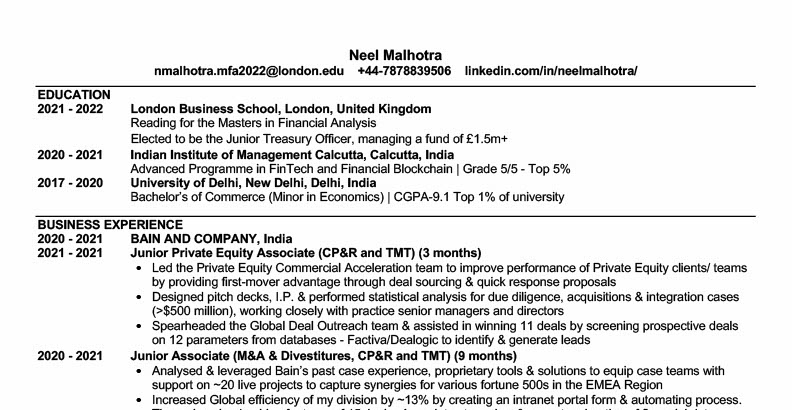 Neel Malhotra
nmalhotra.mfa2022@london.edu +44-7878839506 linkedin.com/in/neelmalhotra/
EDUCATION
2021 - 2022 London Business School, London, United Kingdom
Reading for the Masters in Financial Analysis
Elected to be the Junior Treasury Officer, managing a fund of £1.5m+
2020 - 2021 Indian Institute of Management Calcutta, Calcutta, India
Advanced Programme in FinTech and Financial Blockchain | Grade 5/5 - Top 5%
2017 - 2020 University of Delhi, New Delhi, Delhi, India
Bachelor's of Commerce (Minor in Economics) | CGPA-9.1 Top 1% of university
BUSINESS EXPERIENCE
2020 - 2021 BAIN AND COMPANY, India
2021 - 2021 Junior Private Equity Associate (CP&R and TMT) (3 months)
• Led the Private Equity Commercial Acceleration team to improve performance of Private Equity clients/ teams
by providing first-mover advantage through deal sourcing & quick response proposals
• Designed pitch decks, I.P. & performed statistical analysis for due diligence, acquisitions & integration cases
(>$500 million), working closely with practice senior managers and directors
• Spearheaded the Global Deal Outreach team & assisted in winning 11 deals by screening prospective deals
on 12 parameters from databases - Factiva/Dealogic to identify & generate leads
2020 - 2021 Junior Associate (M&A & Divestitures, CP&R and TMT) (9 months)
• Analysed & leveraged Bain's past case experience, proprietary tools & solutions to equip case teams with
support on ~20 live projects to capture synergies for various fortune 500s in the EMEA Region
• Increased Global efficiency of my division by ~13% by creating an intranet portal form & automating process.